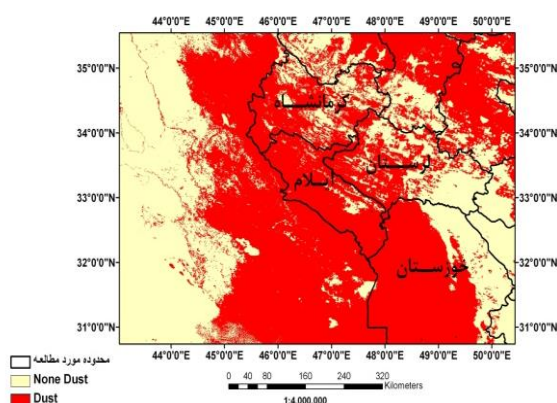 44°0'0"E 45°0'0"E 46°0'0"E 47°0'0"E 48°0'0"E 49°0'0"E 50°0'0"E
35°0'0"N 35°0'0"N
کرمانشاه
34°0'0"N 34°0'0"N
لرستان
ایلام
33°0'0"N 33°0'0"N
32°0'0"N 32°0'0"N
خوزستان
31°0'0"N 31°0'0"N
44°0'0"E 45°0'0"E 46°0'0"E 47°0'0"E 48°0'0"E 49°0'0"E 50°0'0"E
محدوده مورد مطالعه
None Dust
Dust
0 40 80 160 240 320
Kilometers
1:4,000,000